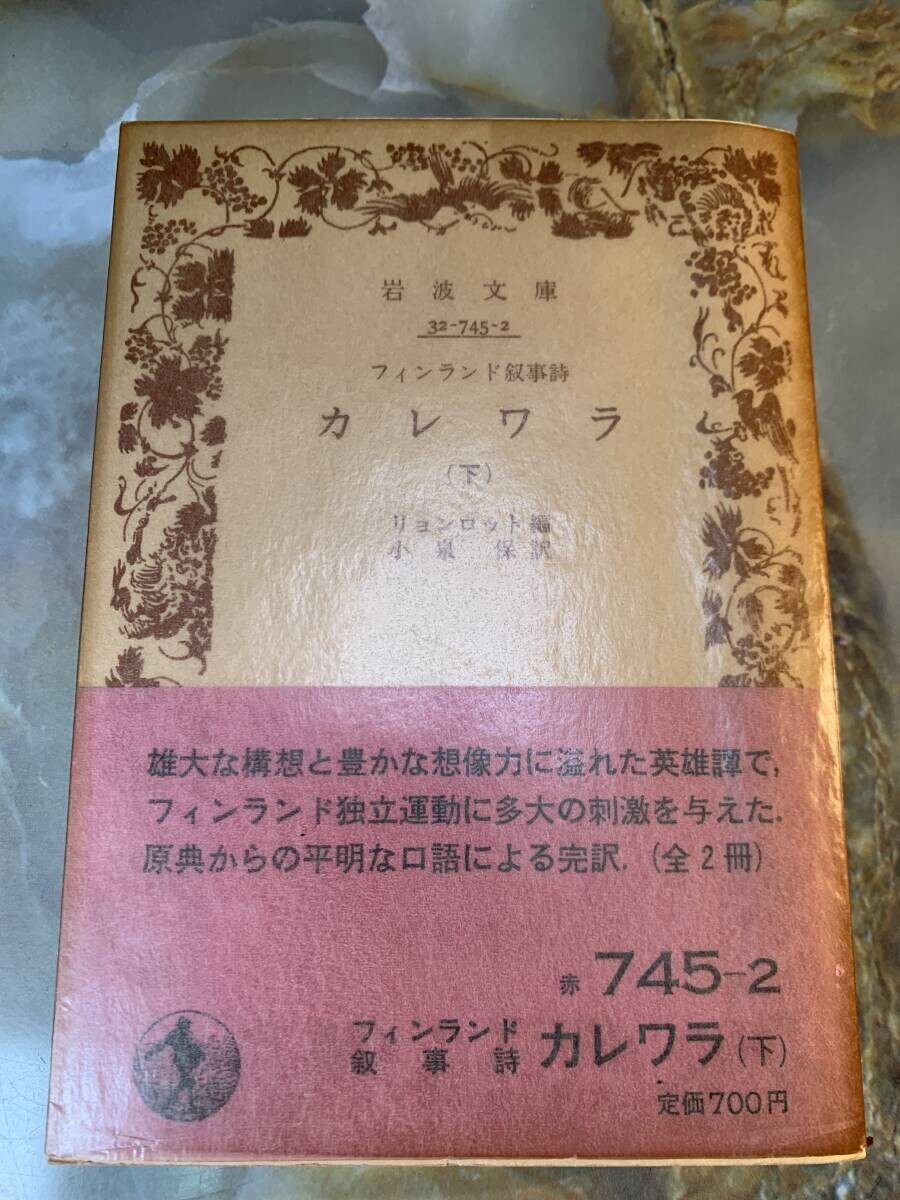 岩波文庫
32-745-2
フィンランド叙事詩
カレワラ
(下)
リョンロット編
小泉 保訳
雄大な構想と豊かな想像力に溢れた英雄譚で,
フィンランド独立運動に多大の刺激を与えた.
原典からの平明な口語による完訳. (全2冊)
赤 745-2
フィンランド
叙事詩 カレワラ(下)
定価700円